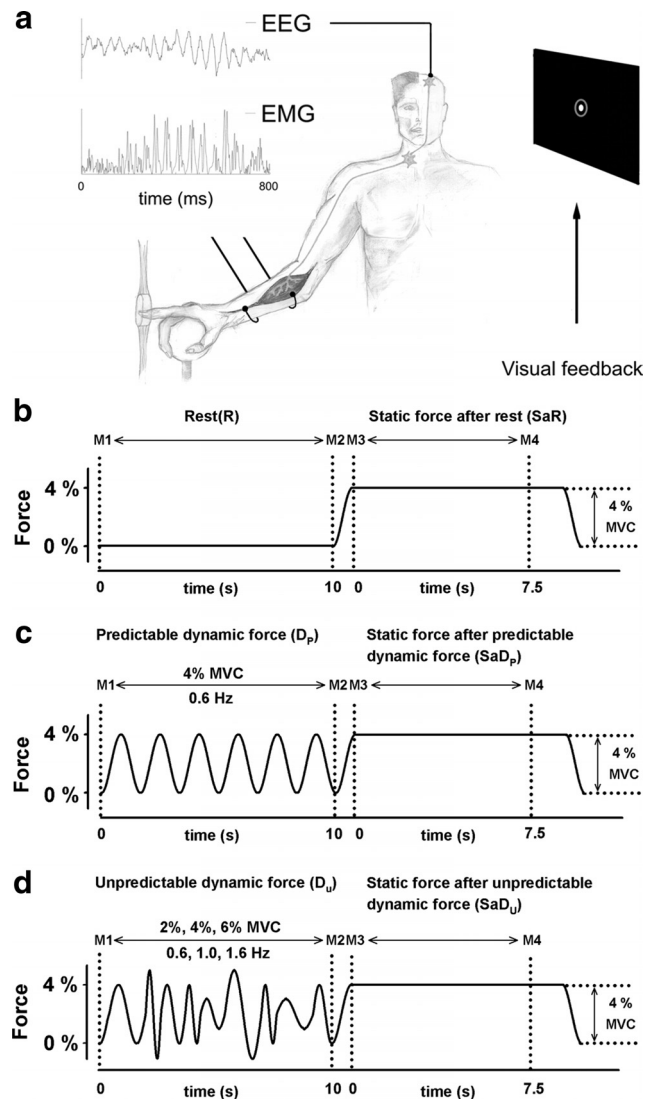 a
EEG
EMG
0 800
time (ms)
Visual feedback
b
Rest(R) Static force after rest (SaR)
M1 M2 M3 M4
Force
4 %
0 %
4 %
MVC
0 time (s) 10 0 time (s) 7.5
c
Predictable dynamic force (DP) Static force after predictable
dynamic force (SaDP)
4% MVC
M1 M2 M3 M4
0.6 Hz
Force
4 %
0 %
4 %
MVC
0 time (s) 10 0 time (s) 7.5
d
Unpredictable dynamic force (Du) Static force after unpredictable
dynamic force (SaDU)
2%, 4%, 6% MVC
M1 M2 M3 M4
0.6, 1.0, 1.6 Hz
Force
4 %
0 %
4 %
MVC
0 time (s) 10 0 time (s) 7.5